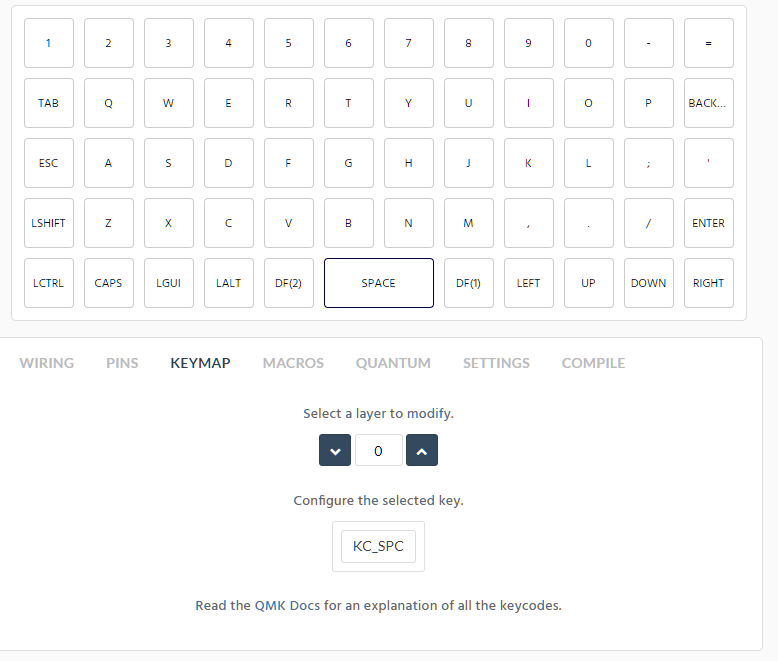 1 2 3 4 5 6 7 8 9 0 - =
TAB Q W E R T Y U I O P BACK...
ESC A S D F G H J K L ; '
LSHIFT Z X C V B N M , . / ENTER
LCTRL CAPS LGUI LALT DF(2) SPACE DF(1) LEFT UP DOWN RIGHT
WIRING PINS KEYMAP MACROS QUANTUM SETTINGS COMPILE
Select a layer to modify.
0
Configure the selected key.
KC_SPC
Read the QMK Docs for an explanation of all the keycodes.